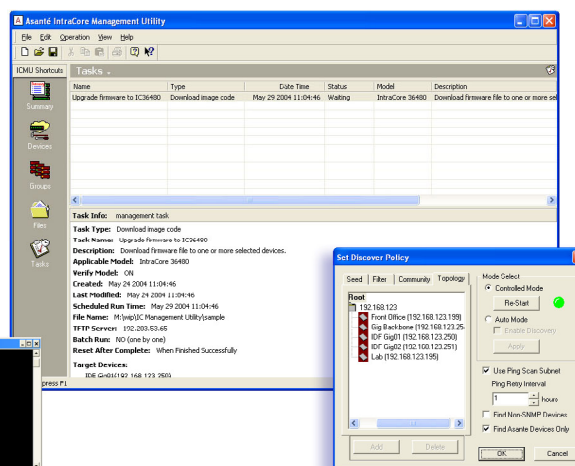 Asanté IntraCore Management Utility
File Edit Operation View Help
ICMU Shortcuts
Tasks
Summary
Devices
Groups
Files
Tasks
Name Type Date Time Status Model Description
Upgrade firmware to IC36480 Download image code May 29 2004 11:04:46 Waiting IntraCore 36480 Download firmware file to one or more sel
Task Info: management task
Task Type: Download image code
Task Name: Upgrade firmware to IC36480
Description: Download firmware file to one or more selected devices.
Applicable Model: IntraCore 36480
Verify Model: ON
Created: May 24 2004 11:04:46
Last Modified: May 24 2004 11:04:46
Scheduled Run Time: May 29 2004 11:04:46
File Name: M:\wip\IC Management Utility\sample
TFTP Server: 192.203.53.65
Batch Run: NO (one by one)
Reset After Complete: When Finished Successfully
Target Devices:
IDF Gig01(192.168.123.250)
press F1
Set Discover Policy
Seed Filter Community Topology
Root
192.168.123
Front Office (192.168.123.199)
Gig Backbone (192.168.123.25
IDF Gig01 (192.168.123.250)
IDF Gig02 (192.168.123.251)
Lab (192.168.123.195)
Add Delete
Mode Select
Controlled Mode
Re-Start
Auto Mode
Enable Discovery
Apply
Use Ping Scan Subnet
Ping Retry Interval
1 hours
Find Non-SNMP Devices
Find Asante Devices Only
OK Cancel